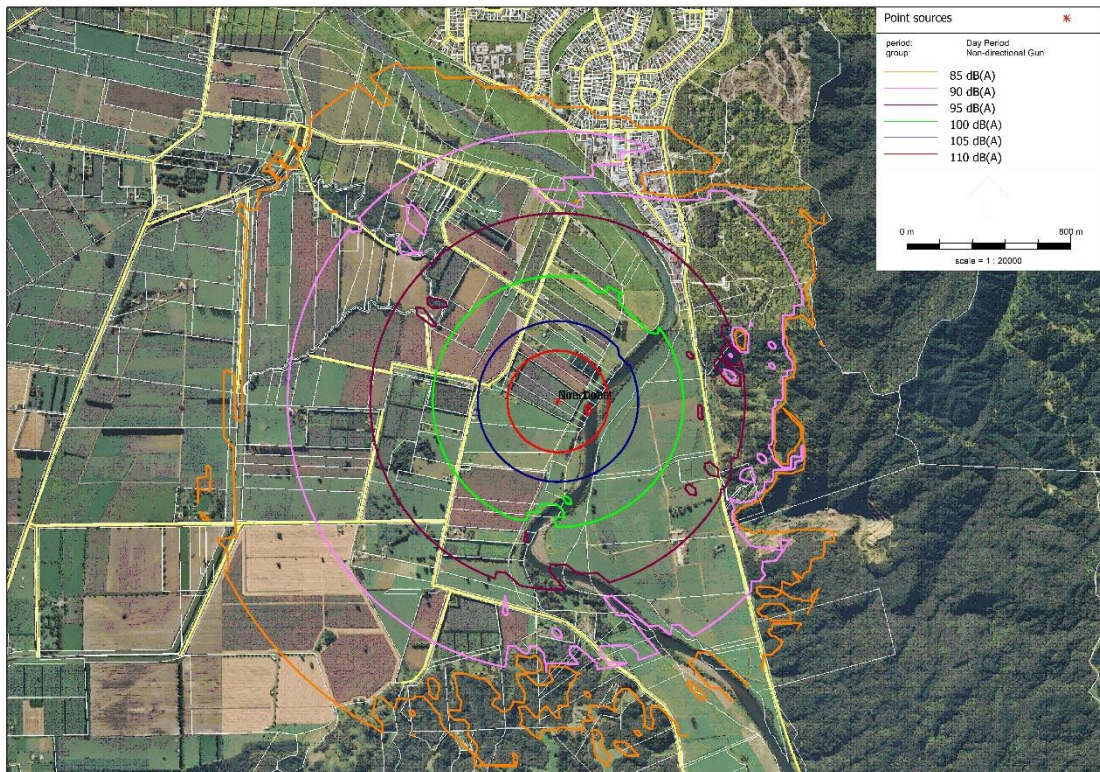 Point sources
period: Day Period
group: Non-directional Gun
85 dB(A)
90 dB(A)
95 dB(A)
100 dB(A)
105 dB(A)
110 dB(A)
0 m 800 m
scale = 1 : 20000